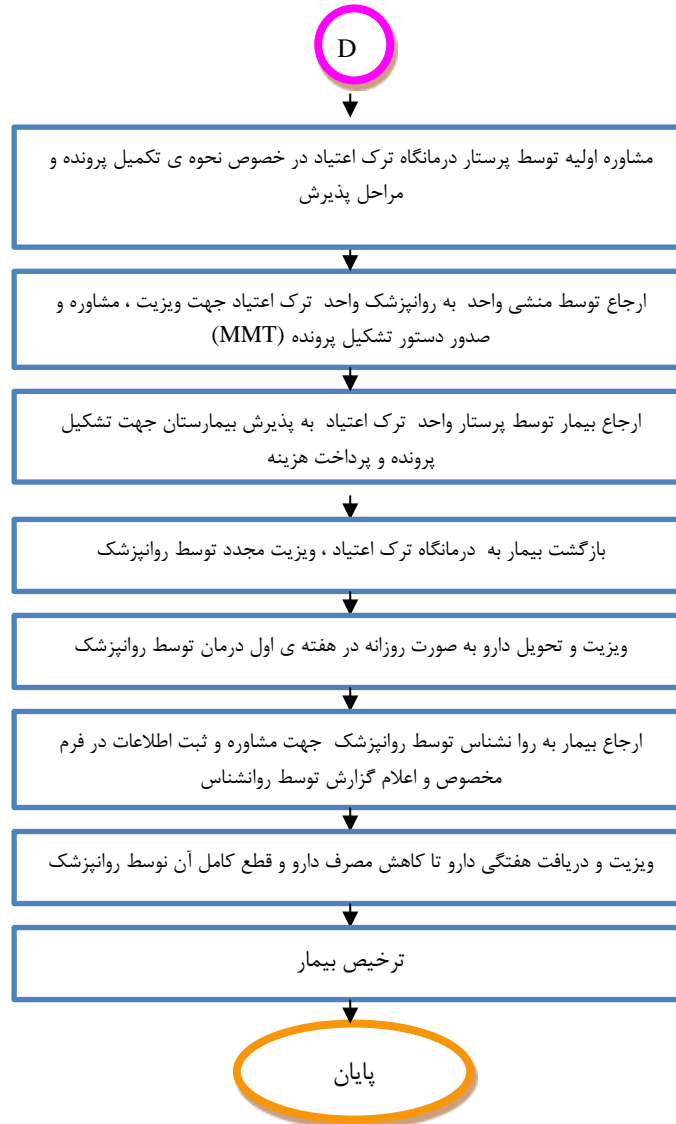 D
مشاوره اولیه توسط پرستار درمانگاه ترک اعتیاد در خصوص نحوه ی تکمیل پرونده و
مراحل پذیرش
ارجاع توسط منشی واحد به روانپزشک واحد ترک اعتیاد جهت ویزیت ، مشاوره و
صدور دستور تشکیل پرونده (MMT)
ارجاع بیمار توسط پرستار واحد ترک اعتیاد به پذیرش بیمارستان جهت تشکیل
پرونده و پرداخت هزینه
بازگشت بیمار به درمانگاه ترک اعتیاد ، ویزیت مجدد توسط روانپزشک
ویزیت و تحویل دارو به صورت روزانه در هفته ی اول درمان توسط روانپزشک
ارجاع بیمار به روا نشناس توسط روانپزشک جهت مشاوره و ثبت اطلاعات در فرم
مخصوص و اعلام گزارش توسط روانشناس
ویزیت و دریافت هفتگی دارو تا کاهش مصرف دارو و قطع کامل آن نوسط روانپزشک
ترخیص بیمار
پایان